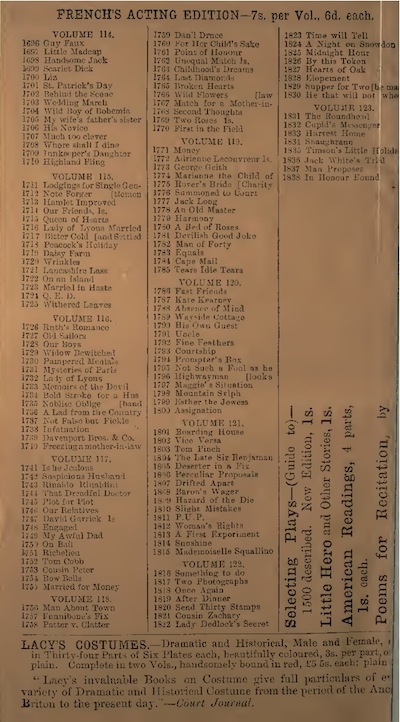 FRENCH'S ACTING EDITION—7s. per Vol., 6d. each.
VOLUME 114.
1696 Guy Faux
1697 Little Madcap
1698 Handsome Jack
1699 Scarlet Dick
1700 Liz
1701 St. Patrick's Day
1702 Behind the Scene
1703 Wedding March
1704 Wild Boy of Bohemia
1705 My wife's father's sister
1706 His Novice
1707 Much too clever
1708 Where shall I dine
1709 Innkeeper's Daughter
1710 Highland Fling
VOLUME 115.
1711 Lodgings for Single Gen-
1712 Note Forger [tlemen
1713 Hamlet Improved
1714 Our Friends, Is.
1715 Queen of Hearts
1716 Lady of Lyons Married
1717 Bitter Cold [and Settled
1718 Peacock's Holiday
1719 Daisy Farm
1720 Wrinkles
1721 Lancashire Lass
1722 On an Island
1723 Married in Haste
1724 Q. E. D.
1725 Withered Leaves
VOLUME 116.
1726 Ruth's Romance
1727 Old Sailors
1728 Our Boys
1729 Widow Bewitched
1730 Pampered Menials
1731 Mysteries of Paris
1732 Lady of Lyons
1733 Memoirs of the Devil
1734 Bold Stroke for a Hus
1735 Noblise Oblige [band
1736 A Lad from the Country
1737 Not False but Fickle
1738 Infatuation
1739 Davenport Bros. & Co.
1740 Freezing a mother-in-law
VOLUME 117.
1741 Is he Jealous
1742 Suspicious Husband
1743 Rinaldo Rinaldini
1744 That Dreadful Doctor
1745 Plot for Plot
1746 Our Relatives
1747 David Garrick Is
1748 Engaged
1749 My Awful Dad
1750 On Bail
1751 Richelieu
1752 Tom Cobb
1753 Cousin Peter
1754 Bow Bells
1755 Married for Money
VOLUME 118.
1756 Man About Town
1757 Fennibone's Fix
1758 Patter v. Clatter
1759 Dan'l Druce
1760 For Her Child's Sake
1761 Point of Honour
1762 Unequal Match Is,
1763 Childhood's Dreams
1764 Last Diamonds
1765 Broken Hearts
1766 Wild Flowers [law
1767 Match for a Mother-in-
1768 Second Thoughts
1769 Two Roses Is.
1770 First in the Field
VOLUME 119.
1771 Money
1772 Adrienne Lecouvreur Is.
1773 George Geith
1774 Marianne the Child of
1775 Rover's Bride [Charity
1776 Summoned to Court
1777 Jack Long
1778 An Old Master
1779 Harmony
1780 A Bed of Roses
1781 Devilish Good Joke
1782 Man of Forty
1783 Equals
1784 Cape Mail
1785 Tears Idle Tears
VOLUME 120.
1786 Fast Friends
1787 Kate Kearney
1788 Absence of Mind
1789 Wayside Cottage
1790 His Own Guest
1791 Uncle
1792 Fine Feathers
1793 Courtship
1794 Prompter's Box
1795 Not Such a Fool as he
1796 Highwayman [looks
1797 Maggie's Situation
1798 Mountain Sylph
1799 Esther the Jewess
1800 Assignation
VOLUME 121.
1801 Boarding House
1802 Vice Versa
1803 Tom Pinch
1804 The Late Sir Benjamin
1805 Deserter in a Fix
1806 Peculiar Proposals
1807 Drifted Apart
1808 Baron's Wager
1809 Hazard of the Die
1810 Slight Mistakes
1811 P.U.P.
1812 Woman's Rights
1813 A First Experiment
1814 Sunshine
1815 Mademoiselle Squallino
VOLUME 122.
1816 Something to do
1817 Two Photographs
1818 Once Again
1819 After Dinner
1820 Send Thirty Stamps
1821 Cousin Zachary
1822 Lady Dedlock's Secret
1823 Time will Tell
1824 A Night on Snowdon
1825 Midnight Hour
1826 By this Token
1827 Hearts of Oak
1828 Elopement
1829 Supper for Two
1830 He that will not
VOLUME 123.
1831 The Roundhead
1832 Cupid's Messenger
1833 Harvest Home
1834 Shaughraun
1835 Timson's Little Holida
1836 Jack White's Trial
1837 Man Proposes
1838 In Honour Bound
Selecting Plays—(Guide to)—
1500 described. New Edition, 1s.
Little Hero and Other Stories, 1s.
American Readings, 4 parts,
1s. each.
Poems for Recitation, by
LACY'S COSTUMES.—Dramatic and Historical, Male and Female,
in Thirty-four Parts of Six Plates each, beautifully coloured, 3s. per part, o
plain. Complete in two Vols., handsomely bound in red, £5 5s. each; plain
"Lacy's invaluable Books on Costume give full particulars of e
variety of Dramatic and Historical Costume from the period of the Anc
Briton to the present day."—Court Journal.